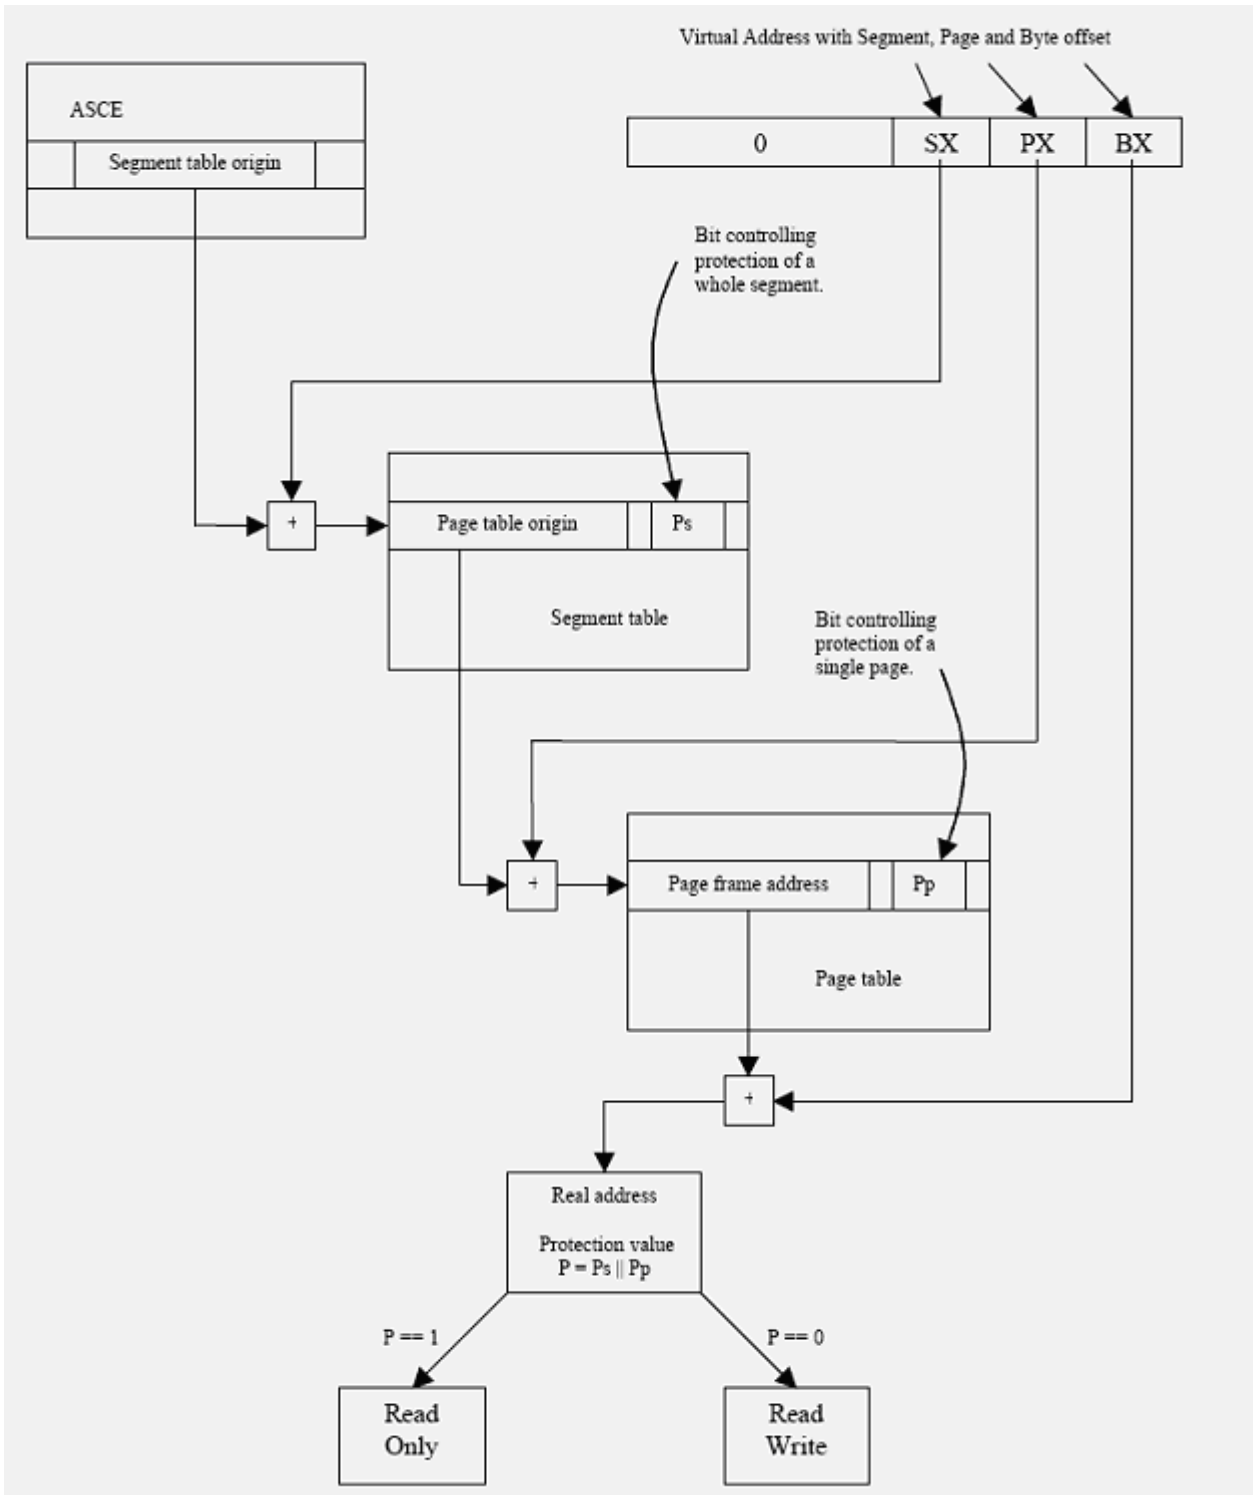 Virtual Address with Segment, Page and Byte offset
ASCE
Segment table origin
0
SX
PX
BX
Bit controlling
protection of a
whole segment.
+
Page table origin
Ps
Segment table
Bit controlling
protection of a
single page.
+
Page frame address
Pp
Page table
+
Real address
Protection value
P = Ps || Pp
P == 1
P == 0
Read
Only
Read
Write